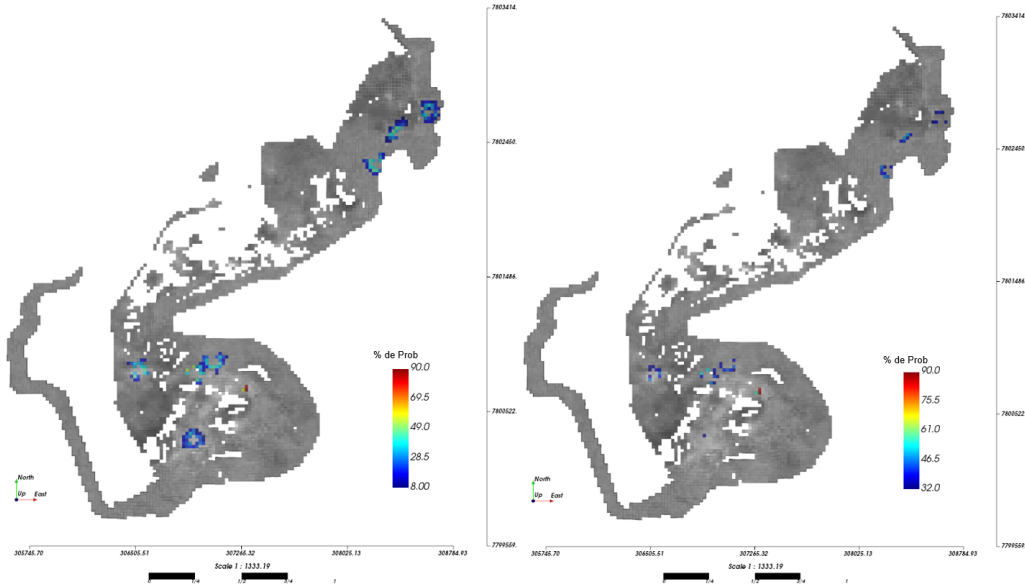 7803414.
7802450.
7801486.
7800522.
7799559.
% de Prob
90.0
69.5
49.0
28.5
8.00
North
Up East
305745.70 306505.51 307265.32 308025.13 308784.93
Scale 1 : 1333.19
0 1/4 1/2 3/4 1
7803414.
7802450.
7801486.
7800522.
7799559.
% de Prob
90.0
75.5
61.0
46.5
32.0
North
Up East
305745.70 306505.51 307265.32 308025.13 308784.93
Scale 1 : 1333.19
0 1/4 1/2 3/4 1